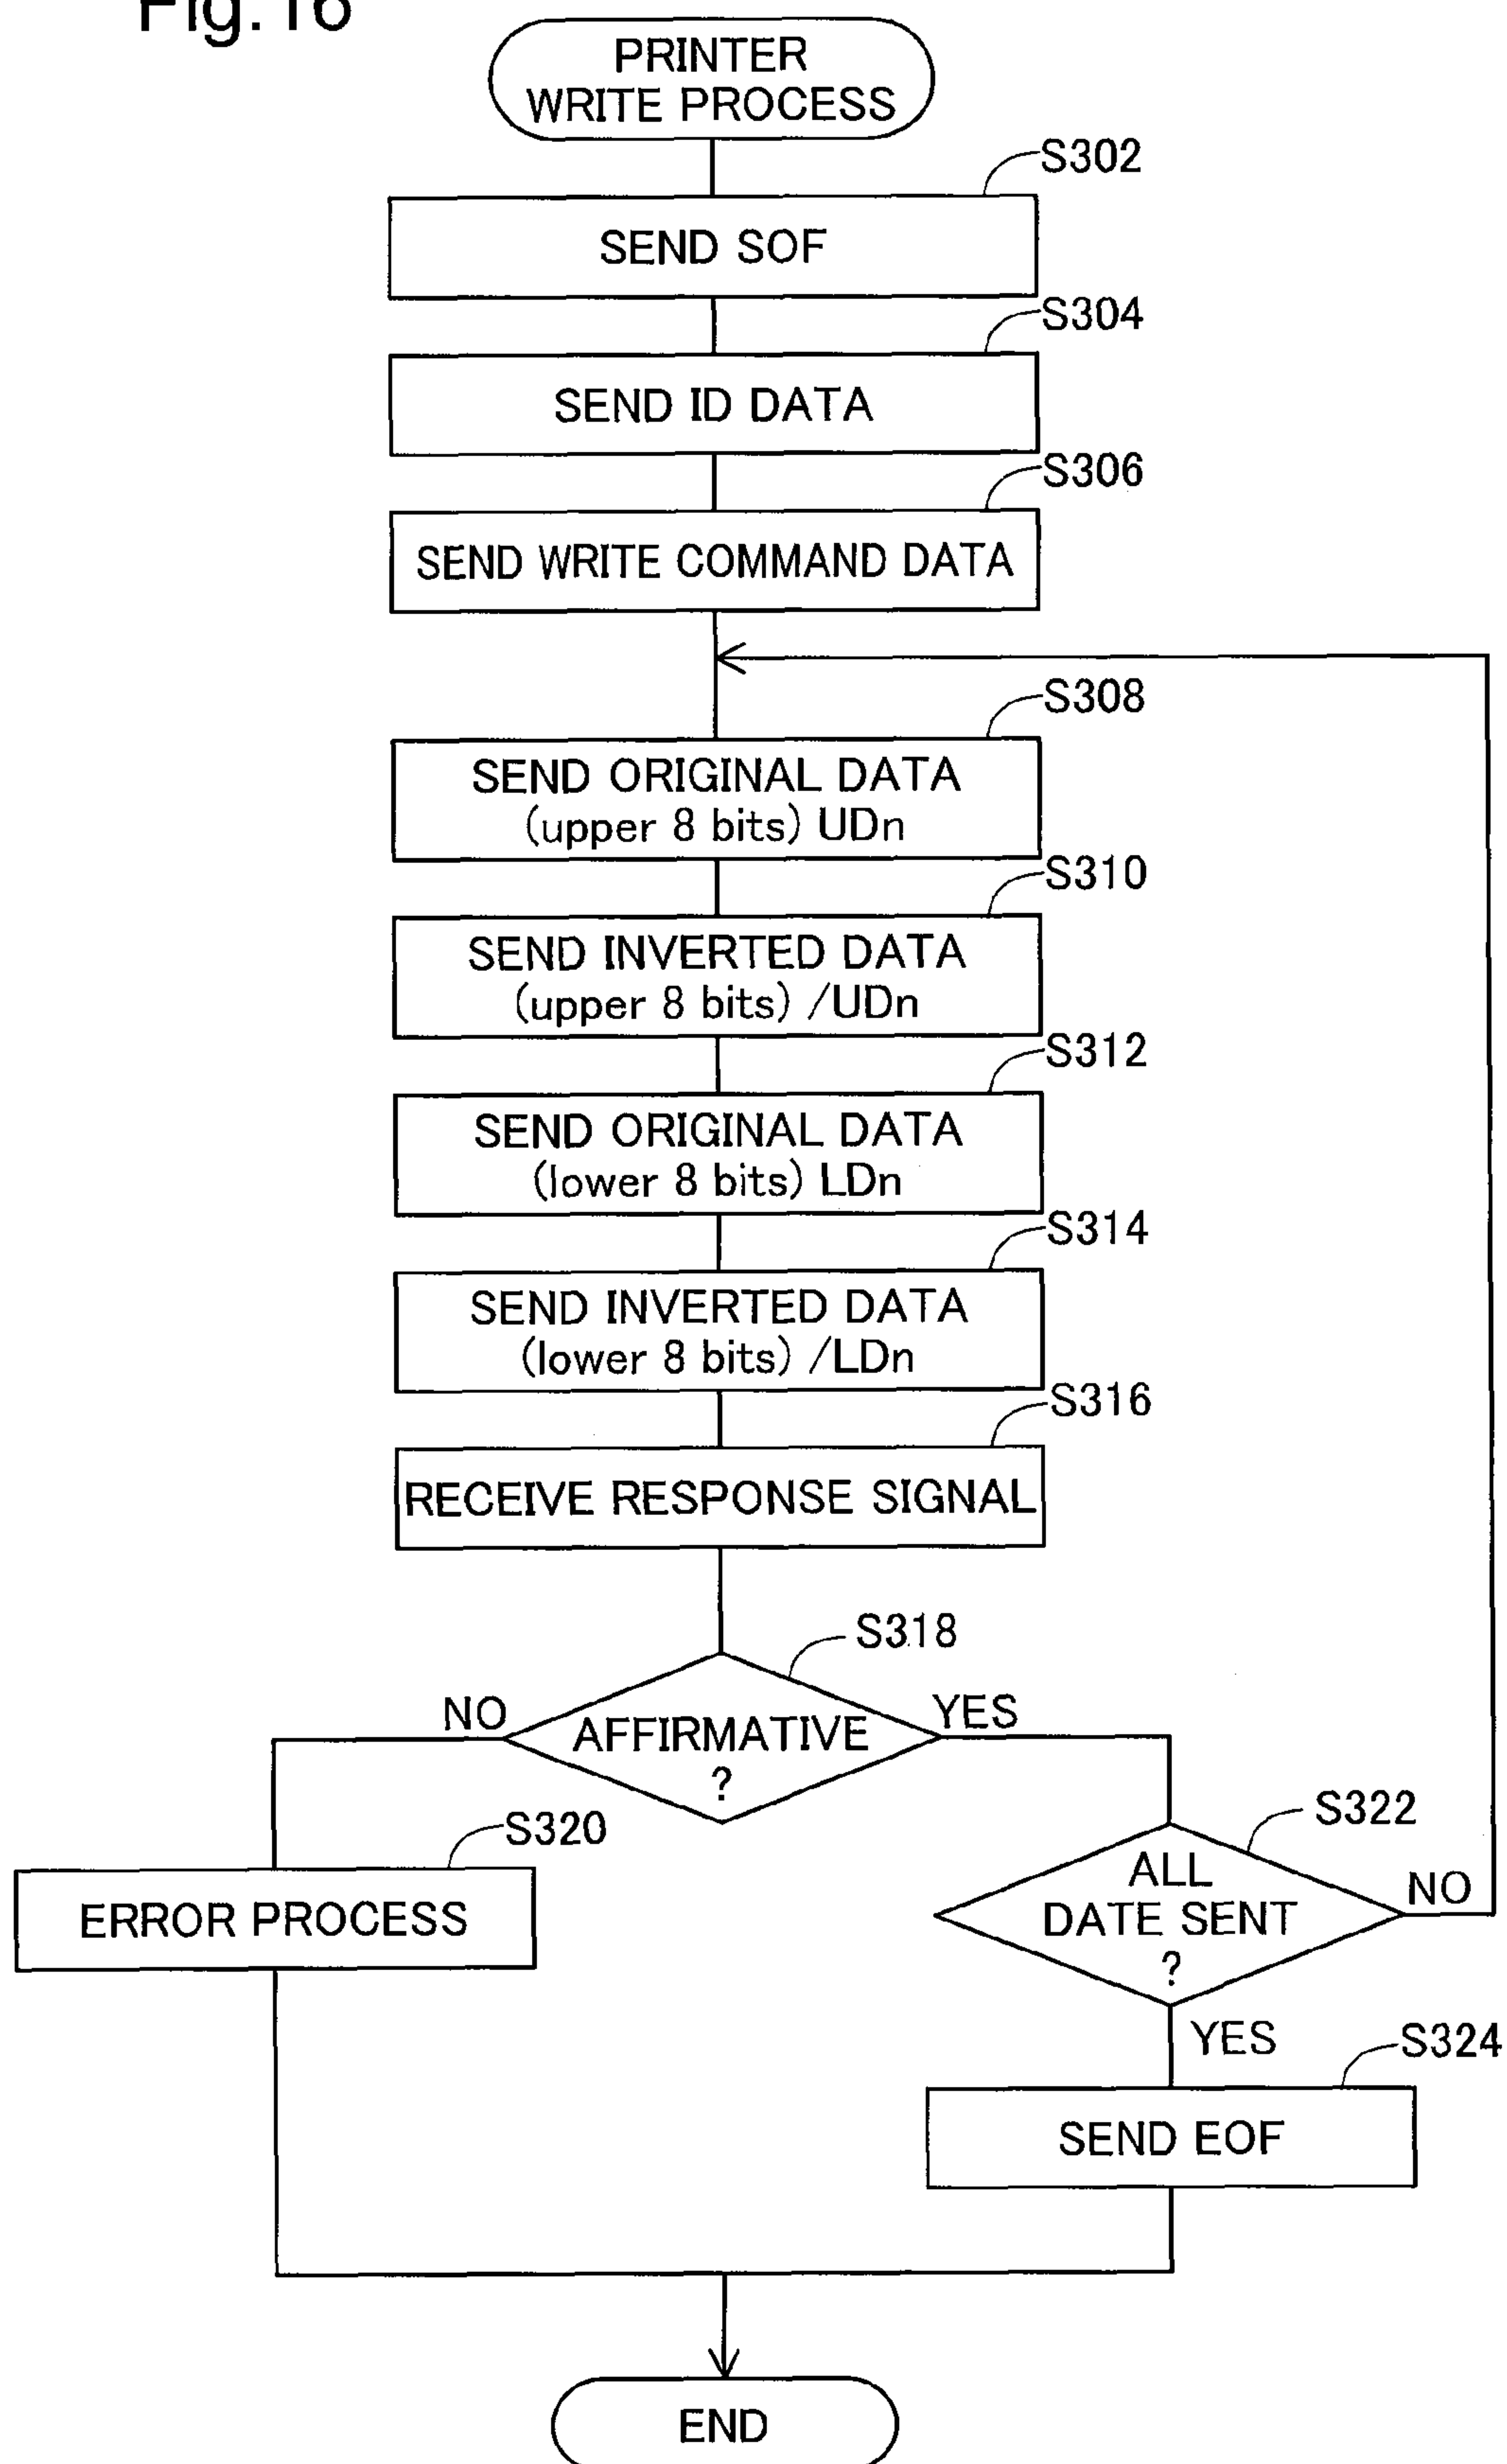 Fig.16
PRINTER
WRITE PROCESS
S302
SEND SOF
S304
SEND ID DATA
S306
SEND WRITE COMMAND DATA
S308
SEND ORIGINAL DATA
(upper 8 bits) UDn
S310
SEND INVERTED DATA
(upper 8 bits) /UDn
S312
SEND ORIGINAL DATA
(lower 8 bits) LDn
S314
SEND INVERTED DATA
(lower 8 bits) /LDn
S316
RECEIVE RESPONSE SIGNAL
S318
NO
YES
AFFIRMATIVE
?
S320
ERROR PROCESS
S322
ALL
DATE SENT
?
NO
YES
S324
SEND EOF
END